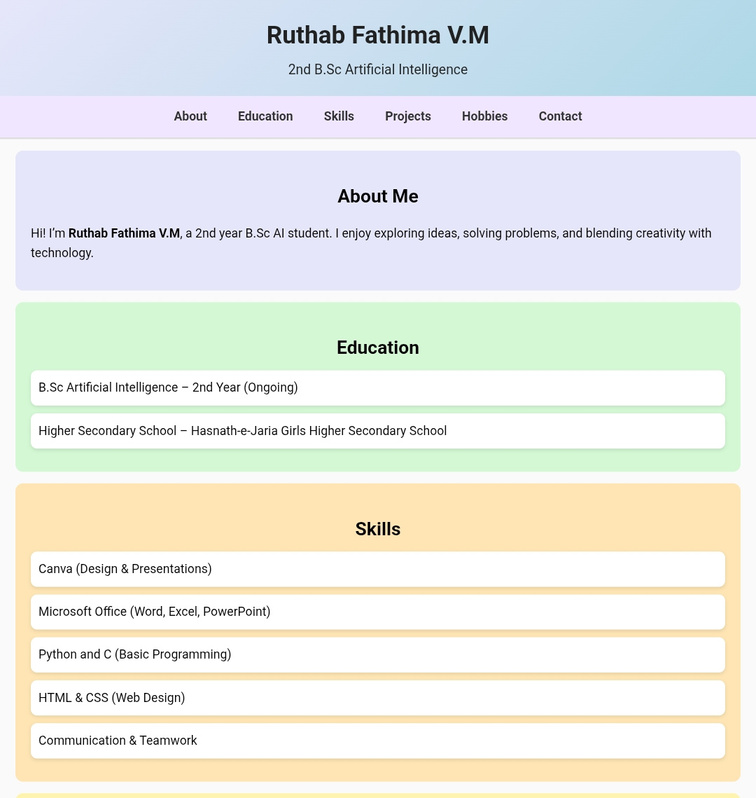 Ruthab Fathima V.M
2nd B.Sc Artificial Intelligence
About Education Skills Projects Hobbies Contact
About Me
Hi! I’m Ruthab Fathima V.M, a 2nd year B.Sc AI student. I enjoy exploring ideas, solving problems, and blending creativity with
technology.
Education
B.Sc Artificial Intelligence – 2nd Year (Ongoing)
Higher Secondary School – Hasnath-e-Jaria Girls Higher Secondary School
Skills
Canva (Design & Presentations)
Microsoft Office (Word, Excel, PowerPoint)
Python and C (Basic Programming)
HTML & CSS (Web Design)
Communication & Teamwork